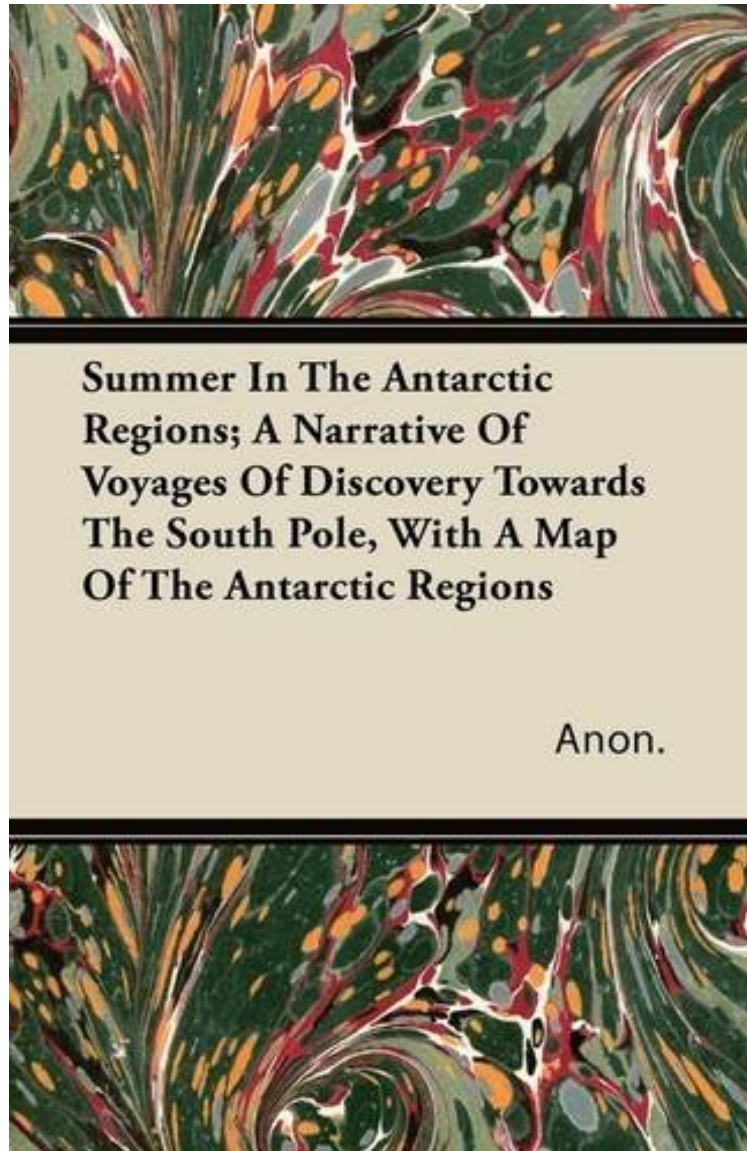 Summer In The Antarctic
Regions; A Narrative Of
Voyages Of Discovery Towards
The South Pole, With A Map
Of The Antarctic Regions
Anon.